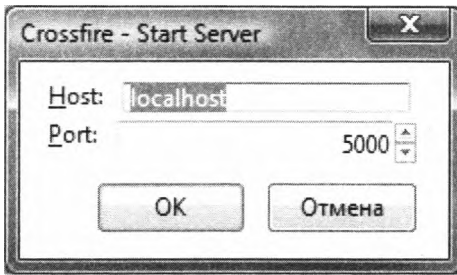 Crossfire - Start Server
Host: localhost
Port: 5000
OK Отмена